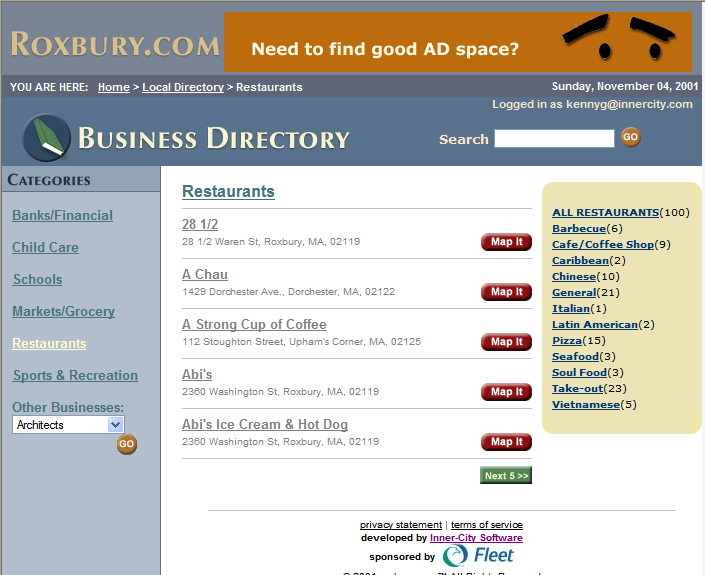 ROXBURY.COM
Need to find good AD space?
YOU ARE HERE: Home > Local Directory > Restaurants
Sunday, November 04, 2001
Logged in as kennyg@innercity.com
BUSINESS DIRECTORY
Search
GO
CATEGORIES
Banks/Financial
Child Care
Schools
Markets/Grocery
Restaurants
Sports & Recreation
Other Businesses:
Architects
GO
Restaurants
28 1/2
28 1/2 Waren St, Roxbury, MA, 02119
Map It
A Chau
1429 Dorchester Ave., Dorchester, MA, 02122
Map It
A Strong Cup of Coffee
112 Stoughton Street, Upham's Corner, MA, 02125
Map It
Abi's
2360 Washington St, Roxbury, MA, 02119
Map It
Abi's Ice Cream & Hot Dog
2360 Washington St, Roxbury, MA, 02119
Map It
Next 5 >>
ALL RESTAURANTS(100)
Barbecue(6)
Cafe/Coffee Shop(9)
Caribbean(2)
Chinese(10)
General(21)
Italian(1)
Latin American(2)
Pizza(15)
Seafood(3)
Soul Food(3)
Take-out(23)
Vietnamese(5)
privacy statement | terms of service
developed by Inner-City Software
sponsored by Fleet